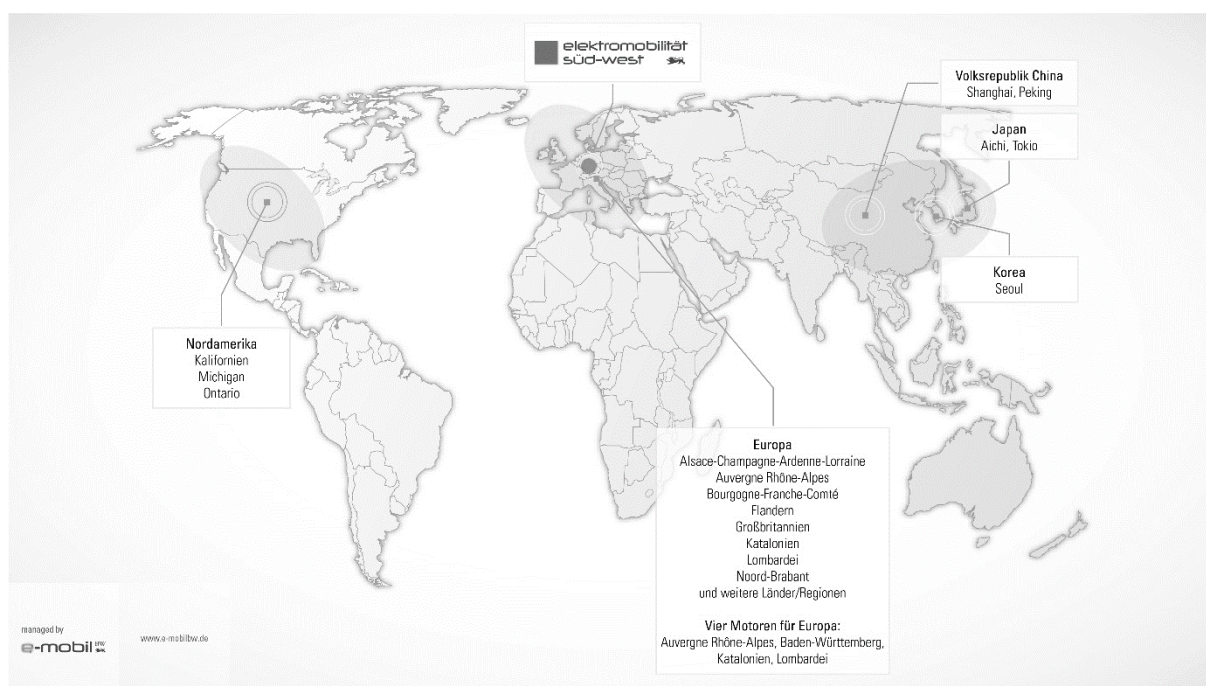 elektromobilität
süd-west
Volksrepublik China
Shanghai, Peking
Japan
Aichi, Tokio
Korea
Seoul
Nordamerika
Kalifornien
Michigan
Ontario
Europa
Alsace-Champagne-Ardenne-Lorraine
Auvergne Rhône-Alpes
Bourgogne-Franche-Comté
Flandern
Großbritannien
Katalonien
Lombardei
Noord-Brabant
und weitere Länder/Regionen
Vier Motoren für Europa:
Auvergne Rhône-Alpes, Baden-Württemberg,
Katalonien, Lombardei
managed by
e-mobil BW
www.e-mobilbw.de